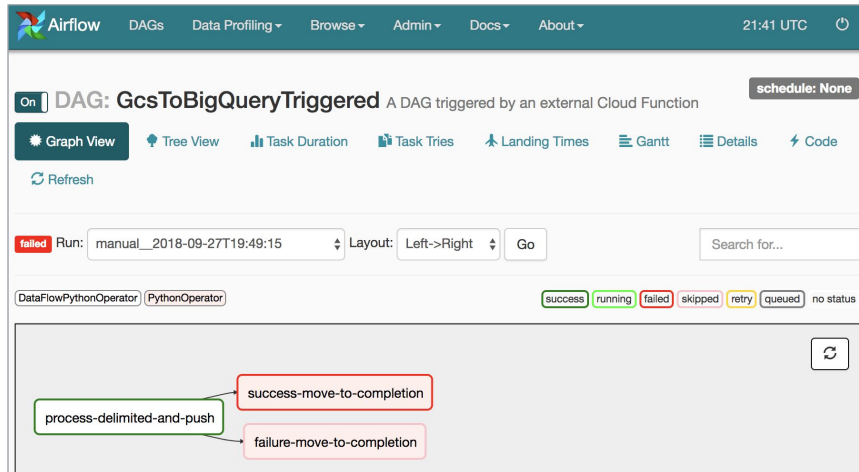 Airflow DAGs Data Profiling Browse Admin Docs About 21:41 UTC
schedule: None
On DAG: GcsToBigQueryTriggered A DAG triggered by an external Cloud Function
Graph View Tree View Task Duration Task Tries Landing Times Gantt Details Code
Refresh
failed Run: manual__2018-09-27T19:49:15 Layout: Left->Right Go Search for...
DataFlowPythonOperator PythonOperator success running failed skipped retry queued no status
success-move-to-completion
process-delimited-and-push
failure-move-to-completion